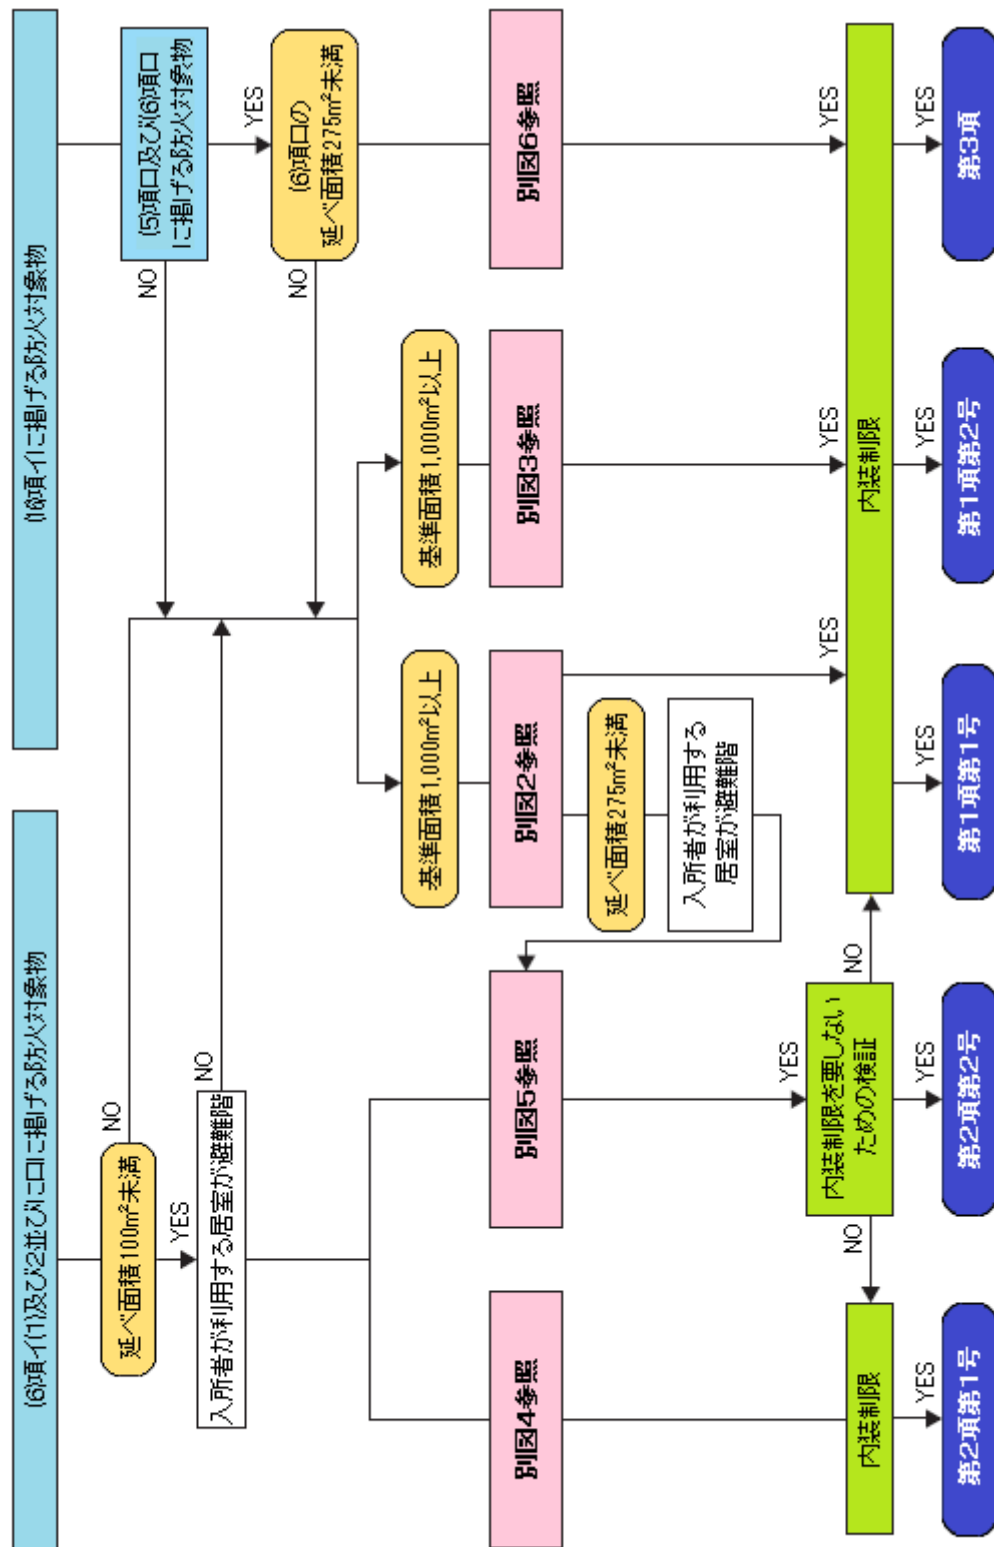 (6)項イ(1)及び2並びにロに掲げる防火対象物
(16)項イに掲げる防火対象物
延べ面積100m²未満
NO
YES
(5)項ロ及び(6)項ロ
に掲げる防火対象物
NO
YES
入所者が利用する居室が避難階
NO
(6)項ロの
延べ面積275m²未満
NO
基準面積1,000m²以上
基準面積1,000m²以上
別図4参照
別図5参照
別図2参照
別図3参照
別図6参照
延べ面積275m²未満
入所者が利用する
居室が避難階
YES
YES
YES
YES
内装制限
NO
内装制限を要しない
ための検証
NO
内装制限
YES
YES
YES
YES
YES
第2項第1号
第2項第2号
第1項第1号
第1項第2号
第3項